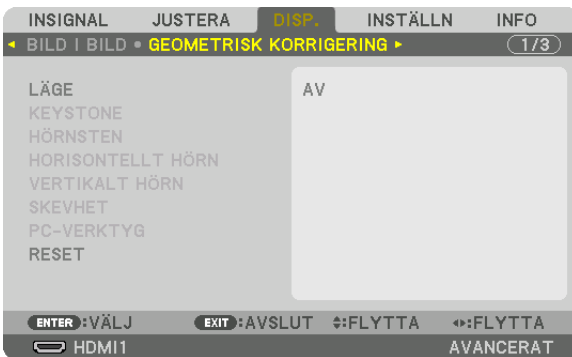 INSIGNAL JUSTERA DISP. INSTÄLLN INFO
BILD I BILD • GEOMETRISK KORRIGERING 1/3
LÄGE AV
KEYSTONE
HÖRNSTEN
HORISONTELLT HÖRN
VERTIKALT HÖRN
SKEVHET
PC-VERKTYG
RESET
ENTER :VÄLJ EXIT :AVSLUT :FLYTTA :FLYTTA
HDMI1 AVANCERAT